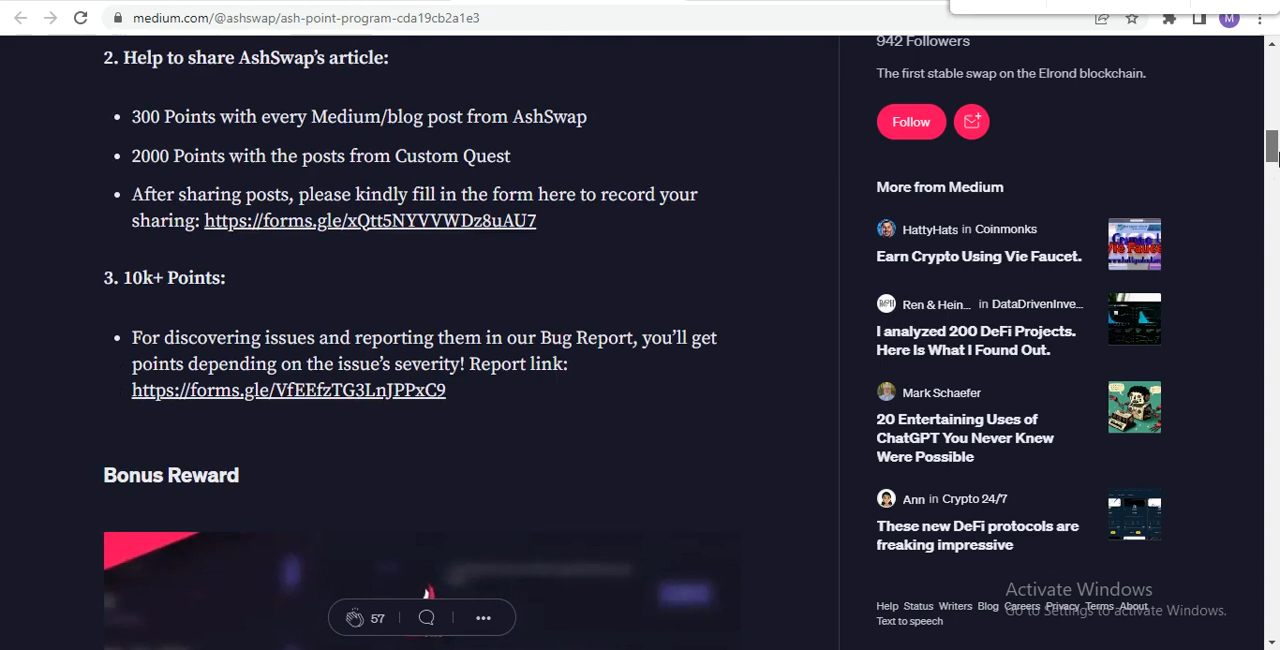 medium.com/@ashswap/ash-point-program-cda19cb2a1e3
M
2. Help to share AshSwap’s article:
• 300 Points with every Medium/blog post from AshSwap
• 2000 Points with the posts from Custom Quest
• After sharing posts, please kindly fill in the form here to record your
sharing: https://forms.gle/xQtt5NYVVWDz8uAU7
3. 10k+ Points:
• For discovering issues and reporting them in our Bug Report, you’ll get
points depending on the issue’s severity! Report link:
https://forms.gle/VfEEfzTG3LnJPPxC9
Bonus Reward
57
942 Followers
The first stable swap on the Elrond blockchain.
Follow
More from Medium
HattyHats in Coinmonks
Earn Crypto Using Vie Faucet.
Ren & Hein... in DataDrivenInve...
I analyzed 200 DeFi Projects.
Here Is What I Found Out.
Mark Schaefer
20 Entertaining Uses of
ChatGPT You Never Knew
Were Possible
Ann in Crypto 24/7
These new DeFi protocols are
freaking impressive
Activate Windows
Go to Settings to activate Windows.
Help Status Writers Blog Careers Privacy Terms About
Text to speech